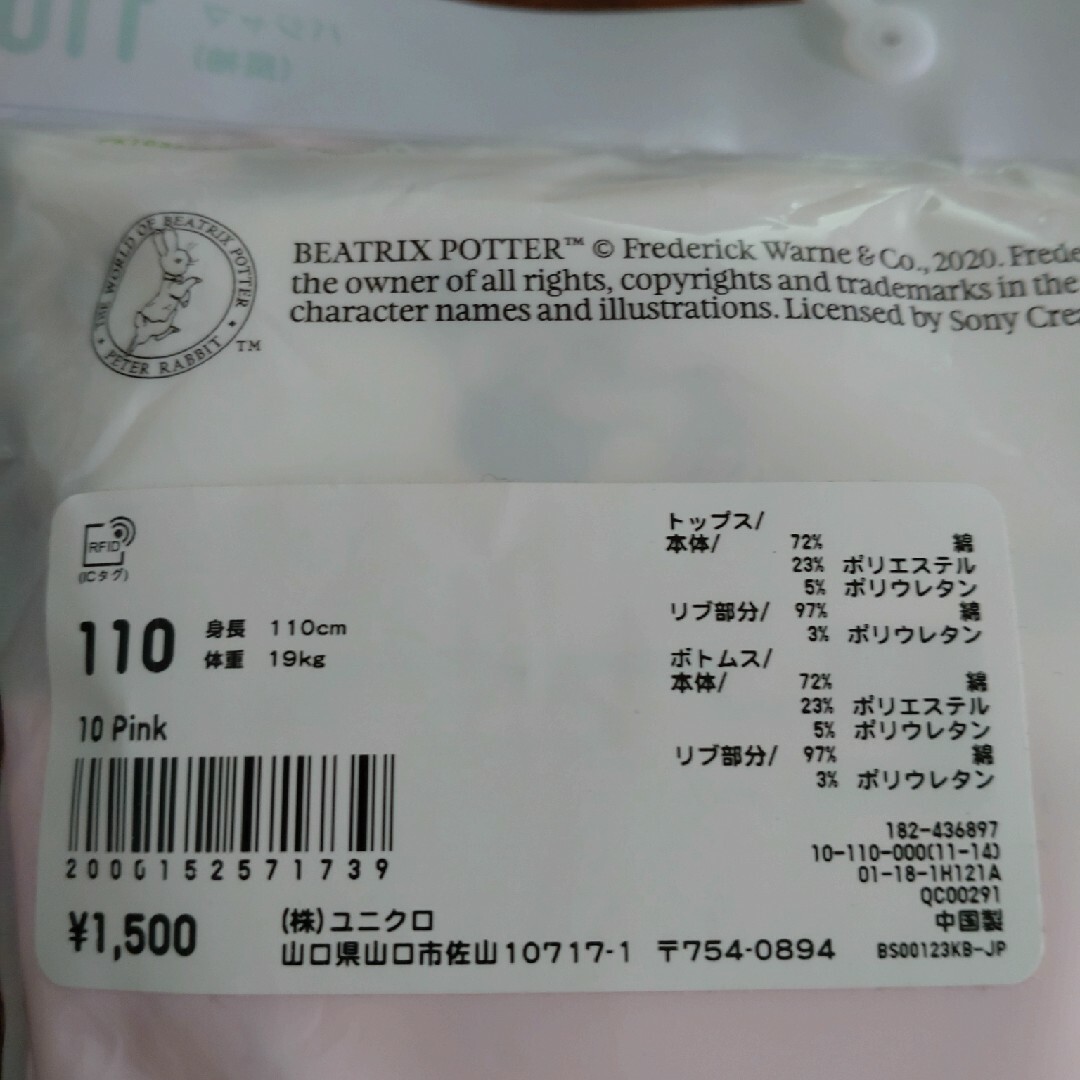 110
パジャマ
(長袖)
THE WORLD OF BEATRIX POTTER
PETER RABBIT
TM
BEATRIX POTTER™ © Frederick Warne & Co., 2020.
the owner of all rights, copyrights and trademarks in the
character names and illustrations. Licensed by Sony
RFID
(ICタグ)
110
身長 110cm
体重 19kg
10 Pink
2000152571739
¥1,500
(株)ユニクロ
山口県山口市佐山10717-1 〒754-0894
トップス/
本体/ 72% 綿
23% ポリエステル
5% ポリウレタン
リブ部分/ 97% 綿
3% ポリウレタン
ボトムス/
本体/ 72% 綿
23% ポリエステル
5% ポリウレタン
リブ部分/ 97% 綿
3% ポリウレタン
182-436897
10-110-000(11-14)
01-18-1H121A
QC00291
中国製
BS00123KB-JP